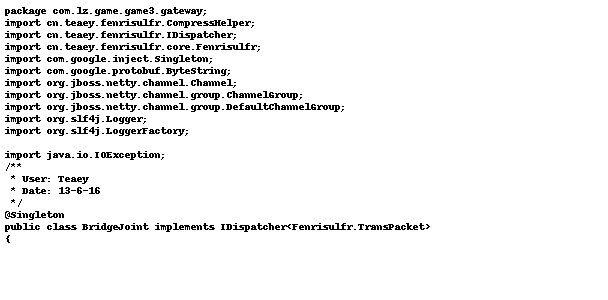 package com.lz.game.game3.gateway;
import cn.teaey.fenrisulfr.CompressHelper;
import cn.teaey.fenrisulfr.IDispatcher;
import cn.teaey.fenrisulfr.core.Fenrisulfr;
import com.google.inject.Singleton;
import com.google.protobuf.ByteString;
import org.jboss.netty.channel.Channel;
import org.jboss.netty.channel.group.ChannelGroup;
import org.jboss.netty.channel.group.DefaultChannelGroup;
import org.slf4j.Logger;
import org.slf4j.LoggerFactory;

import java.io.IOException;
/**
 * User: Teaey
 * Date: 13-6-16
 */
@Singleton
public class BridgeJoint implements IDispatcher<Fenrisulfr.TransPacket>
{